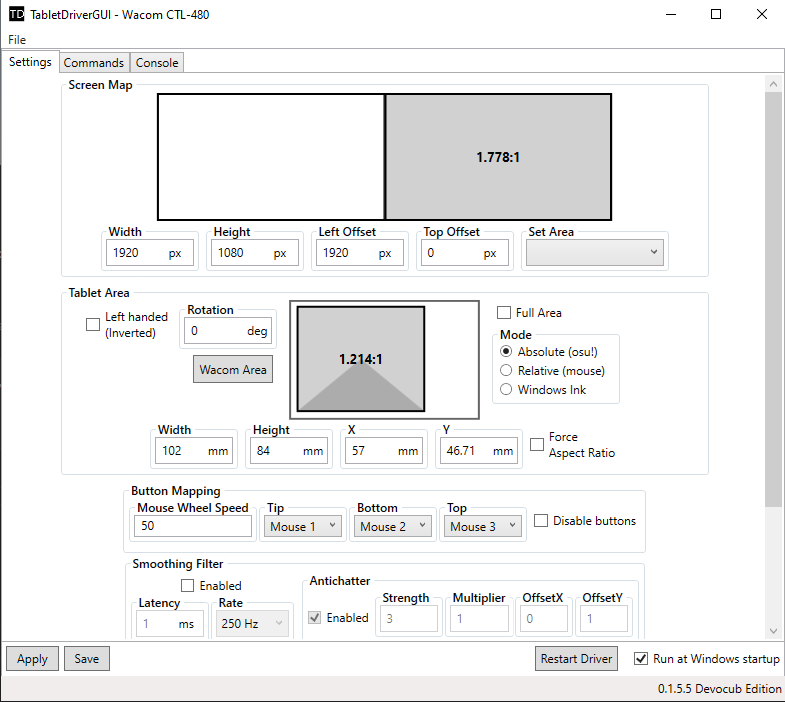 TD TabletDriverGUI - Wacom CTL-480
File
Settings Commands Console
Screen Map
1.778:1
Width Height Left Offset Top Offset Set Area
1920 px 1080 px 1920 px 0 px
Tablet Area
Left handed
(Inverted)
Rotation
0 deg
Wacom Area
1.214:1
Full Area
Mode
Absolute (osu!)
Relative (mouse)
Windows Ink
Width Height X Y
102 mm 84 mm 57 mm 46.71 mm
Force
Aspect Ratio
Button Mapping
Mouse Wheel Speed Tip Bottom Top
50 Mouse 1 Mouse 2 Mouse 3 Disable buttons
Smoothing Filter
Enabled
Latency Rate
1 ms 250 Hz
Antichatter
Strength Multiplier OffsetX OffsetY
Enabled 3 1 0 1
Apply Save Restart Driver Run at Windows startup
0.1.5.5 Devocub Edition